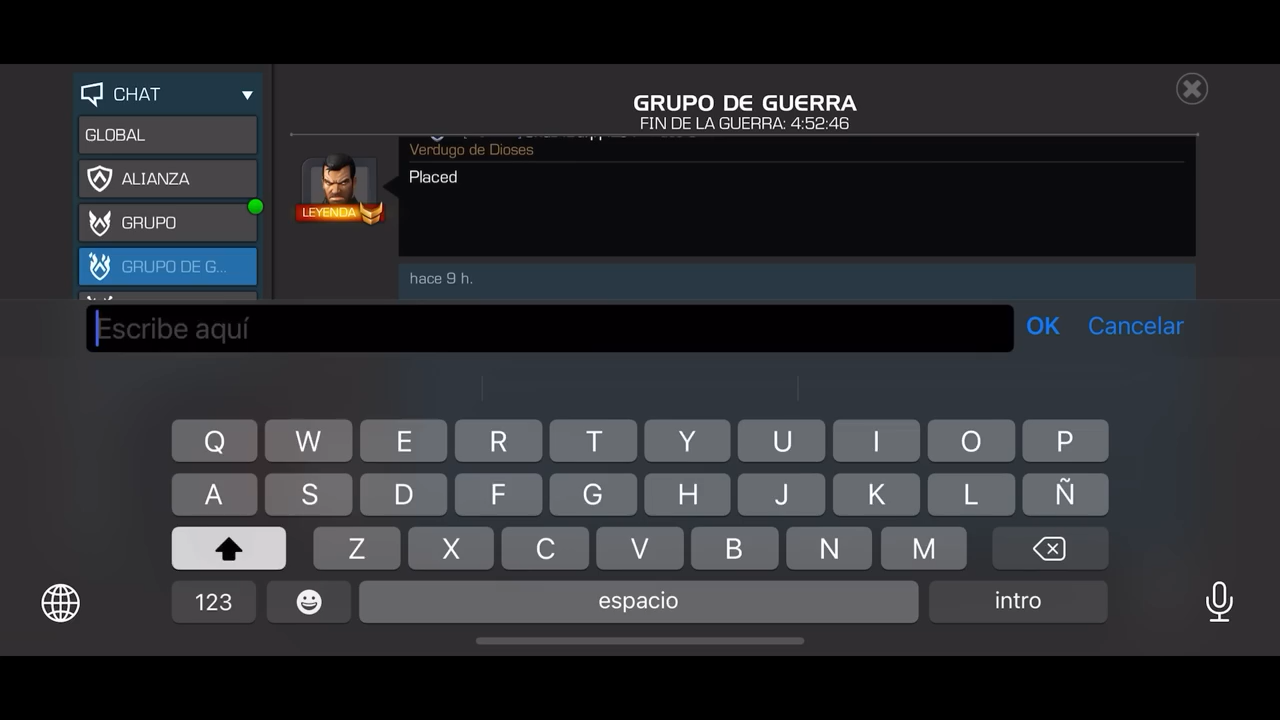 CHAT
GLOBAL
ALIANZA
GRUPO
GRUPO DE G...
GRUPO DE GUERRA
FIN DE LA GUERRA: 4:52:46
Verdugo de Dioses
Placed
LEYENDA
hace 9 h.
Escribe aquí
OK
Cancelar
Q W E R T Y U I O P
A S D F G H J K L Ñ
Z X C V B N M
123
espacio
intro